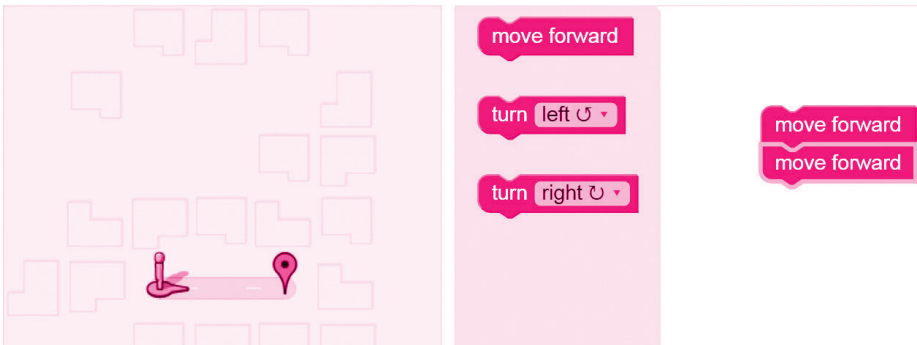 move forward
turn left ↺ ▾
turn right ↻ ▾
move forward
move forward